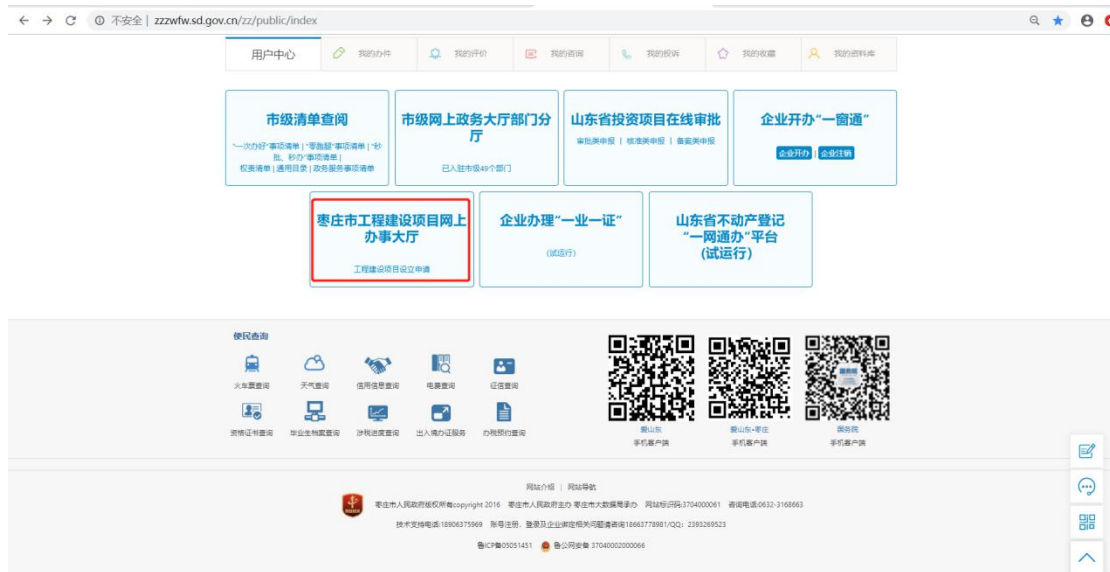 不安全 | zzzwfw.sd.gov.cn/zz/public/index
用户中心 我的办件 我的评价 我的咨询 我的投诉 我的收藏 我的资料库
市级清单查阅
“一次办好”事项清单 | “零跑腿”事项清单 | “秒
批、秒办”事项清单 |
权责清单 | 通用目录 | 政务服务事项清单
市级网上政务大厅部门分
厅
已入驻市级49个部门
山东省投资项目在线审批
审批类申报 | 核准类申报 | 备案类申报
企业开办“一窗通”
企业开办 | 企业注销
枣庄市工程建设项目网上
办事大厅
工程建设项目设立申请
企业办理“一业一证”
(试运行)
山东省不动产登记
“一网通办”平台
(试运行)
便民查询
火车票查询 天气查询 信用信息查询 电费查询 征信查询
资格证书查询 毕业生档案查询 涉税进度查询 出入境办证服务 办税预约查询
爱山东
手机客户端
爱山东-枣庄
手机客户端
国务院
手机客户端
网站介绍 | 网站导航
枣庄市人民政府版权所有copyright 2016 枣庄市人民政府主办 枣庄市大数据局承办 网站标识码:3704000061 咨询电话:0632-3168663
技术支持电话:18906375969 账号注册、登录及企业绑定相关问题请咨询18663778981/QQ：2393269523
鲁ICP备05051451 鲁公网安备 37040002000066